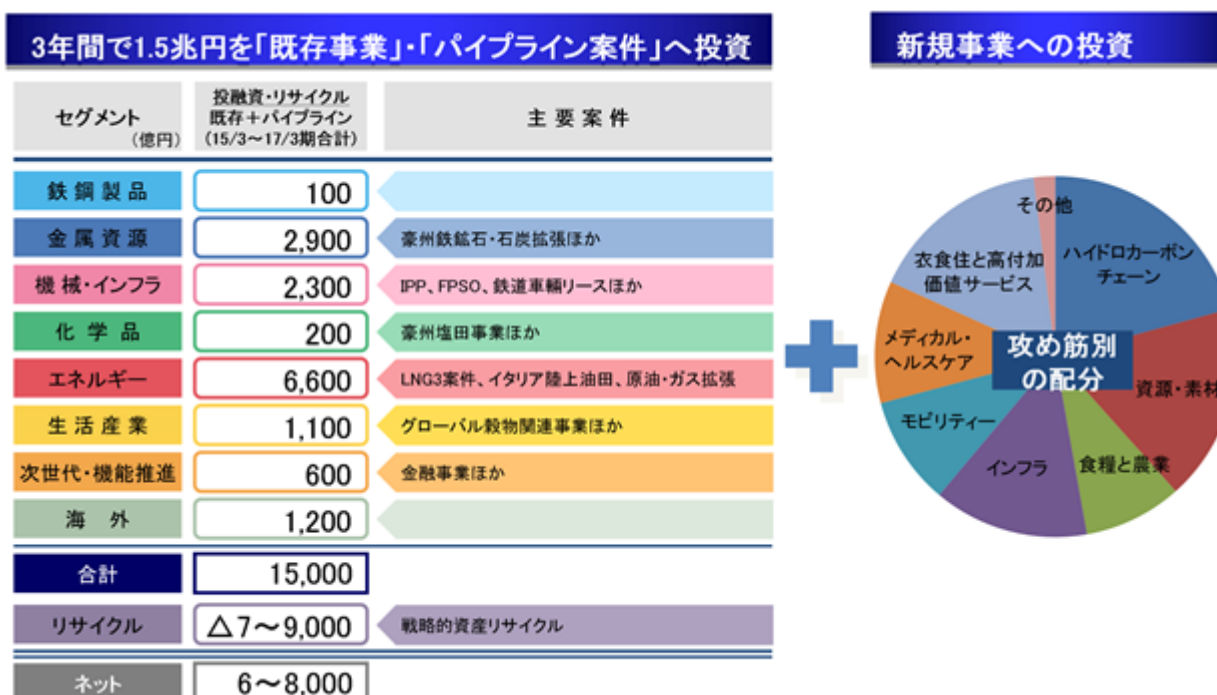 3年間で1.5兆円を「既存事業」・「パイプライン案件」へ投資
新規事業への投資
セグメント
(億円)
投融資・リサイクル
既存+パイプライン
(15/3〜17/3期合計)
主要案件
鉄鋼製品
100
金属資源
2,900
豪州鉄鉱石・石炭拡張ほか
機械・インフラ
2,300
IPP、FPSO、鉄道車輌リースほか
化学品
200
豪州塩田事業ほか
エネルギー
6,600
LNG3案件、イタリア陸上油田、原油・ガス拡張
生活産業
1,100
グローバル穀物関連事業ほか
次世代・機能推進
600
金融事業ほか
海外
1,200
合計
15,000
リサイクル
△7〜9,000
戦略的資産リサイクル
ネット
6〜8,000
その他
ハイドロカーボン
チェーン
衣食住と高付加
価値サービス
メディカル・
ヘルスケア
攻め筋別
の配分
資源・素材
モビリティー
インフラ
食糧と農業